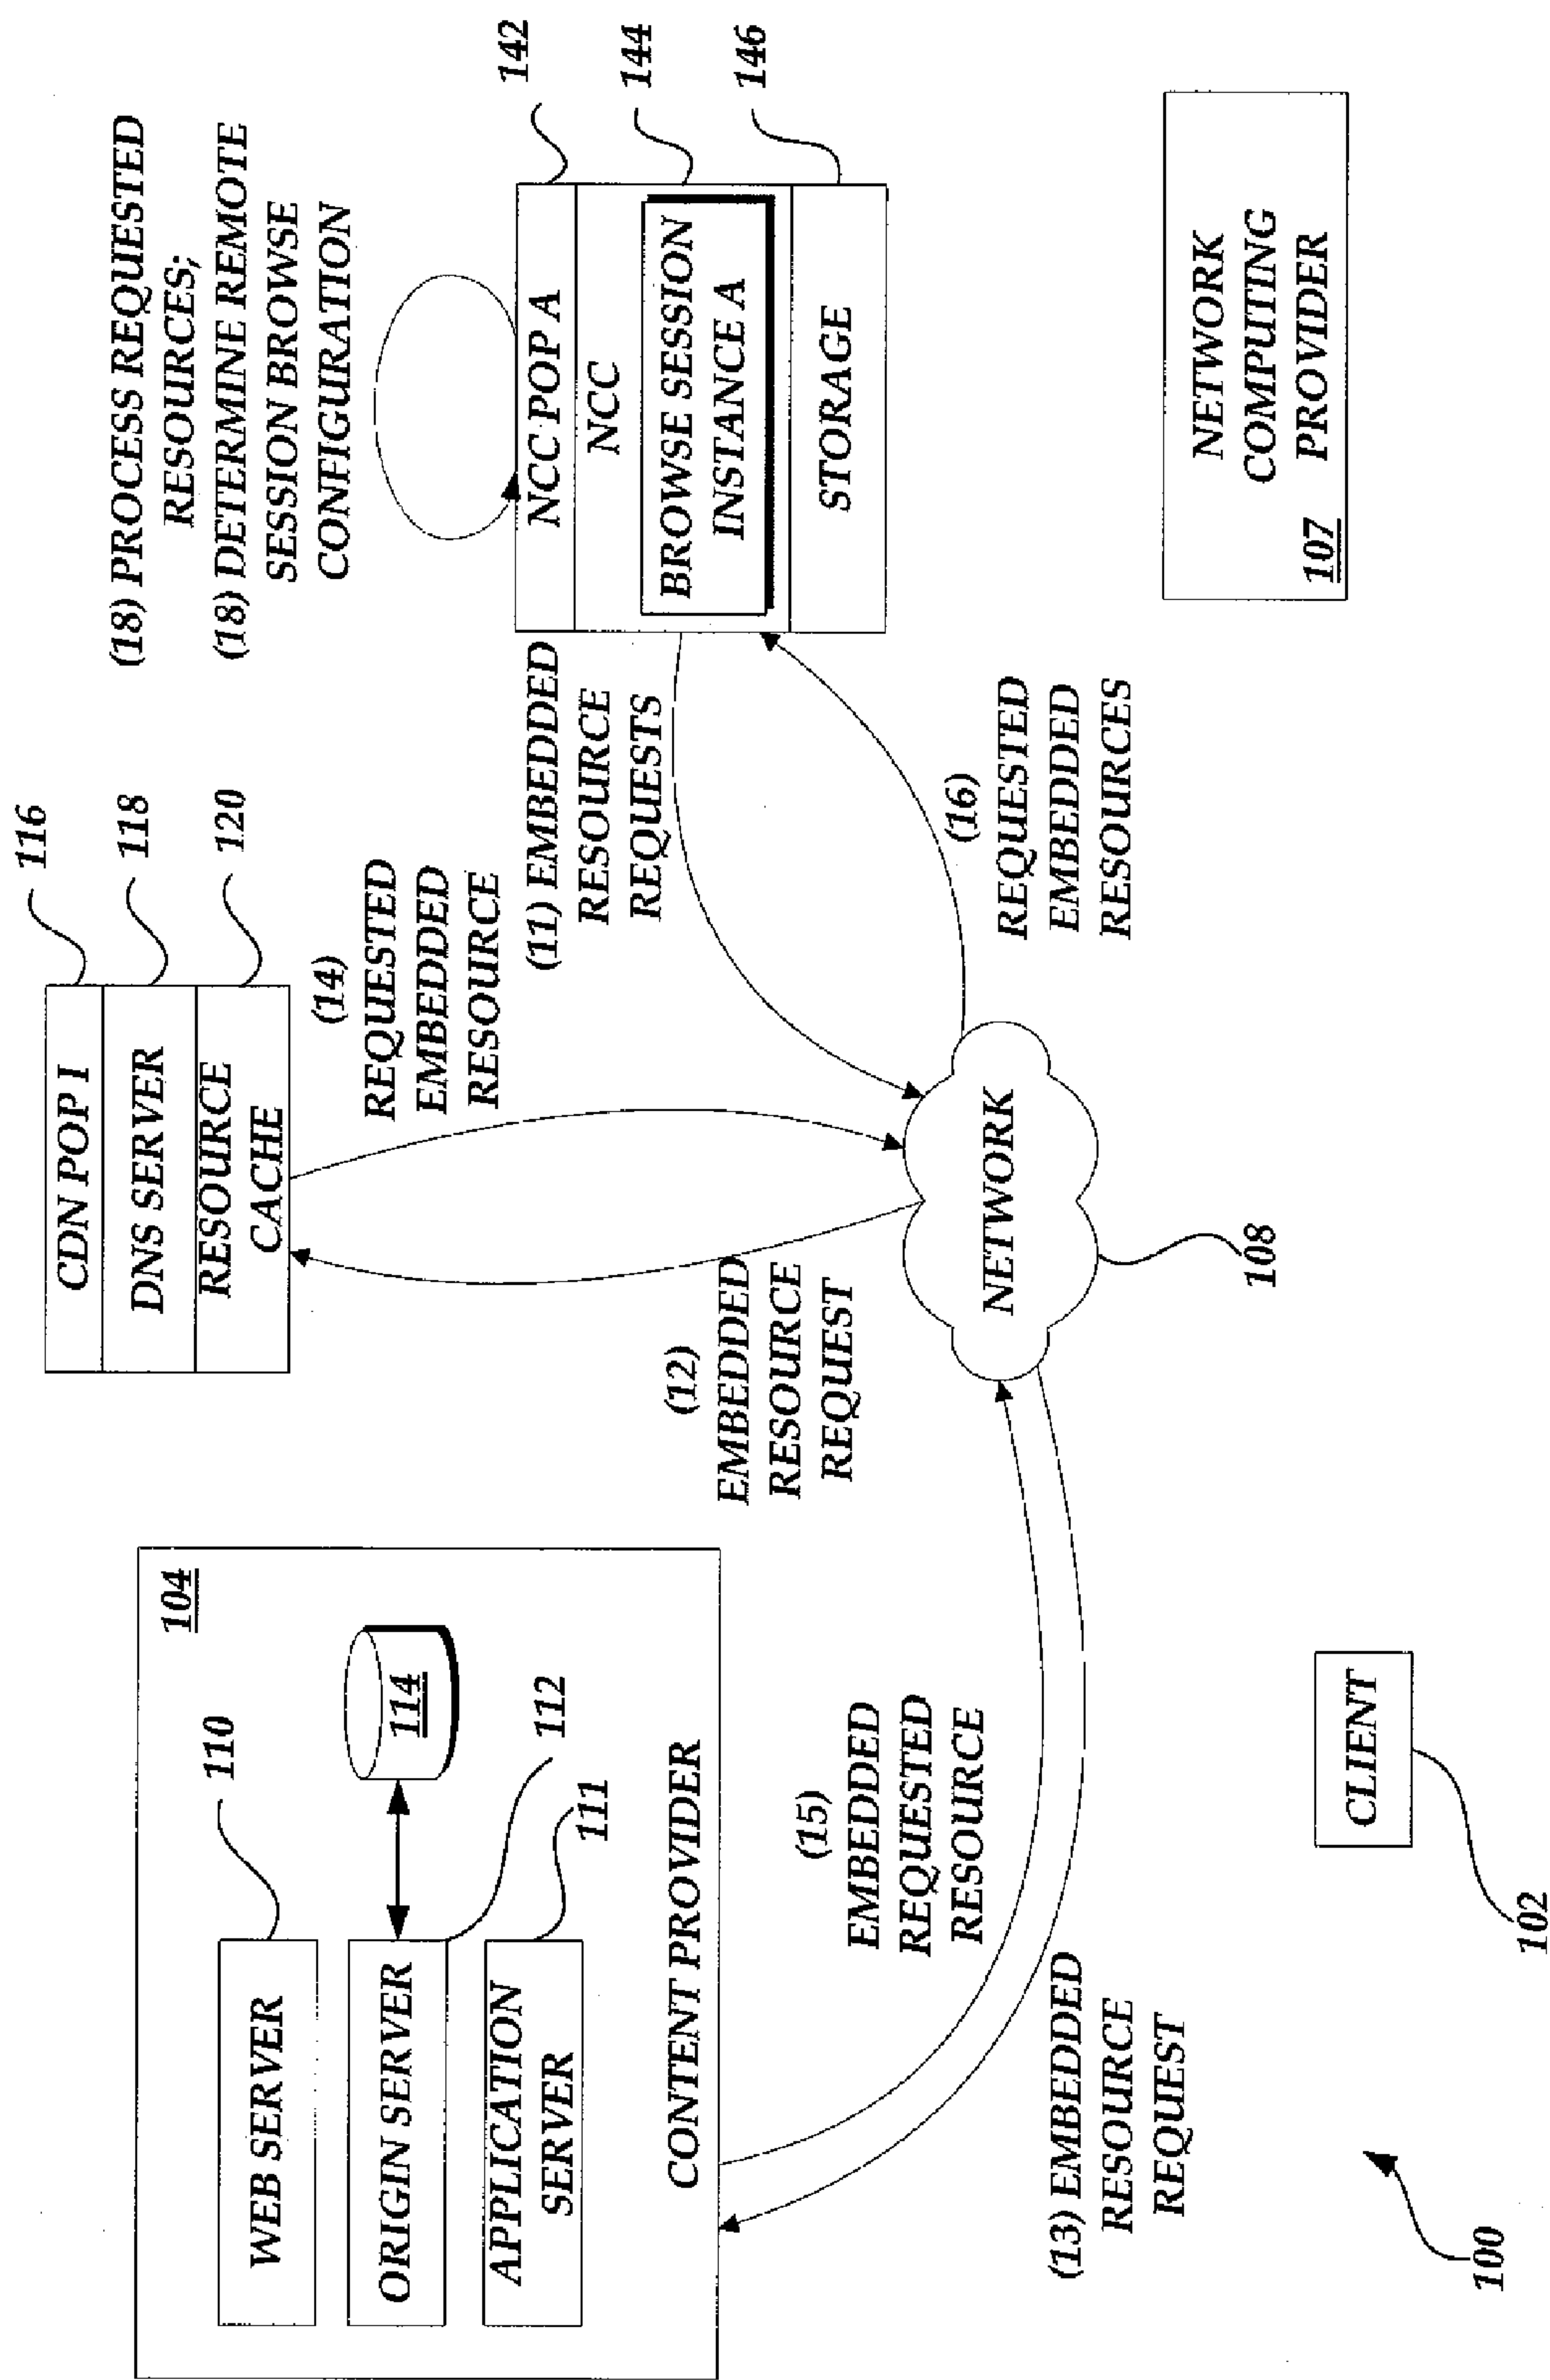 104
WEB SERVER
110
ORIGIN SERVER
114
112
APPLICATION
SERVER
111
CONTENT PROVIDER
CDN POP I
116
DNS SERVER
118
RESOURCE
CACHE
120
(18) PROCESS REQUESTED
RESOURCES;
(18) DETERMINE REMOTE
SESSION BROWSE
CONFIGURATION
(14)
REQUESTED
EMBEDDED
RESOURCE
(11) EMBEDDED
RESOURCE
REQUESTS
NCC POP A
142
NCC
BROWSE SESSION
INSTANCE A
144
STORAGE
146
(12)
EMBEDDED
RESOURCE
REQUEST
(15)
EMBEDDED
REQUESTED
RESOURCE
(16)
REQUESTED
EMBEDDED
RESOURCES
NETWORK
108
(13) EMBEDDED
RESOURCE
REQUEST
CLIENT
102
NETWORK
COMPUTING
PROVIDER
107
100